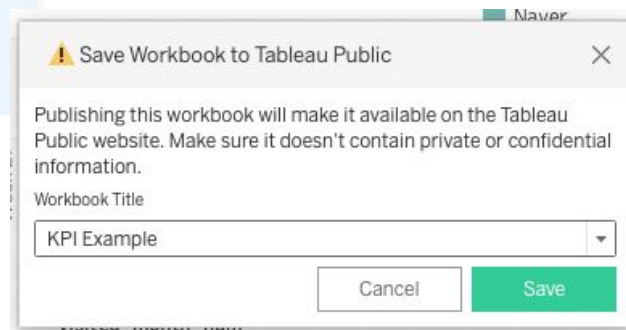 Naver
Save Workbook to Tableau Public
Publishing this workbook will make it available on the Tableau
Public website. Make sure it doesn't contain private or confidential
information.
Workbook Title
KPI Example
Cancel
Save